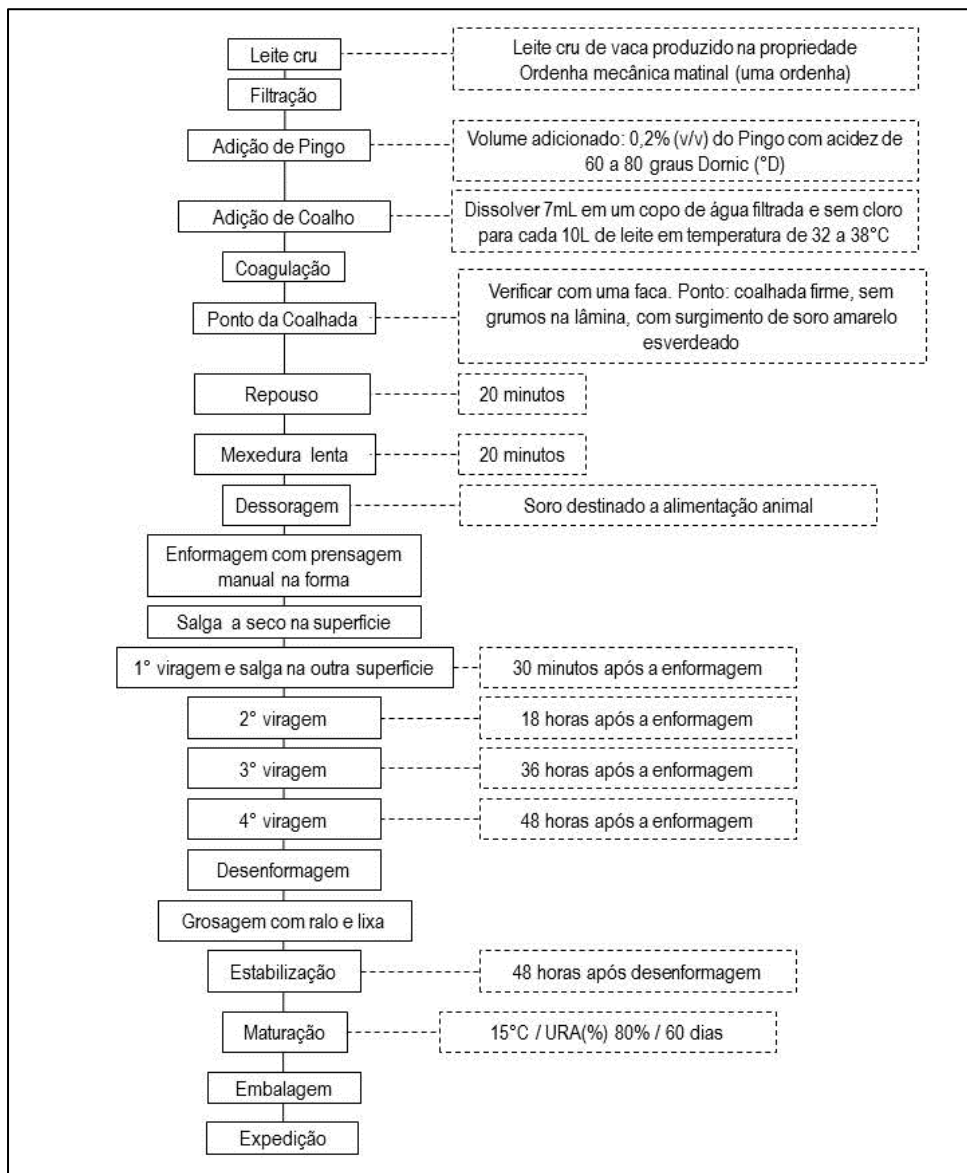 Leite cru
Leite cru de vaca produzido na propriedade
Ordenha mecânica matinal (uma ordenha)
Filtração
Adição de Pingo
Volume adicionado: 0,2% (v/v) do Pingo com acidez de
60 a 80 graus Dornic (°D)
Adição de Coalho
Dissolver 7mL em um copo de água filtrada e sem cloro
para cada 10L de leite em temperatura de 32 a 38°C
Coagulação
Ponto da Coalhada
Verificar com uma faca. Ponto: coalhada firme, sem
grumos na lâmina, com surgimento de soro amarelo
esverdeado
Repouso
20 minutos
Mexedura lenta
20 minutos
Dessoragem
Soro destinado a alimentação animal
Enformagem com prensagem
manual na forma
Salga a seco na superfície
1° viragem e salga na outra superfície
30 minutos após a enformagem
2° viragem
18 horas após a enformagem
3° viragem
36 horas após a enformagem
4° viragem
48 horas após a enformagem
Desenformagem
Grosagem com ralo e lixa
Estabilização
48 horas após desenformagem
Maturação
15°C / URA(%) 80% / 60 dias
Embalagem
Expedição